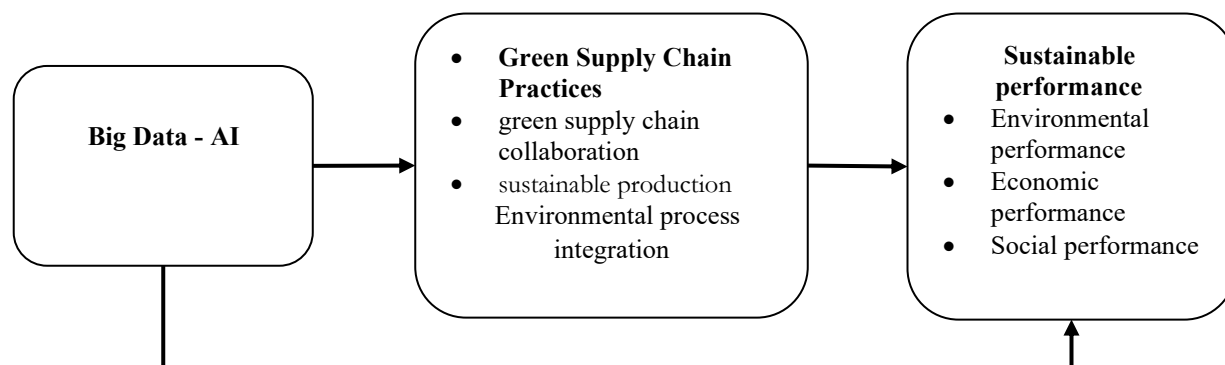 Big Data - AI
• Green Supply Chain
Practices
• green supply chain
collaboration
• sustainable production
Environmental process
integration
Sustainable
performance
• Environmental
performance
• Economic
performance
• Social performance